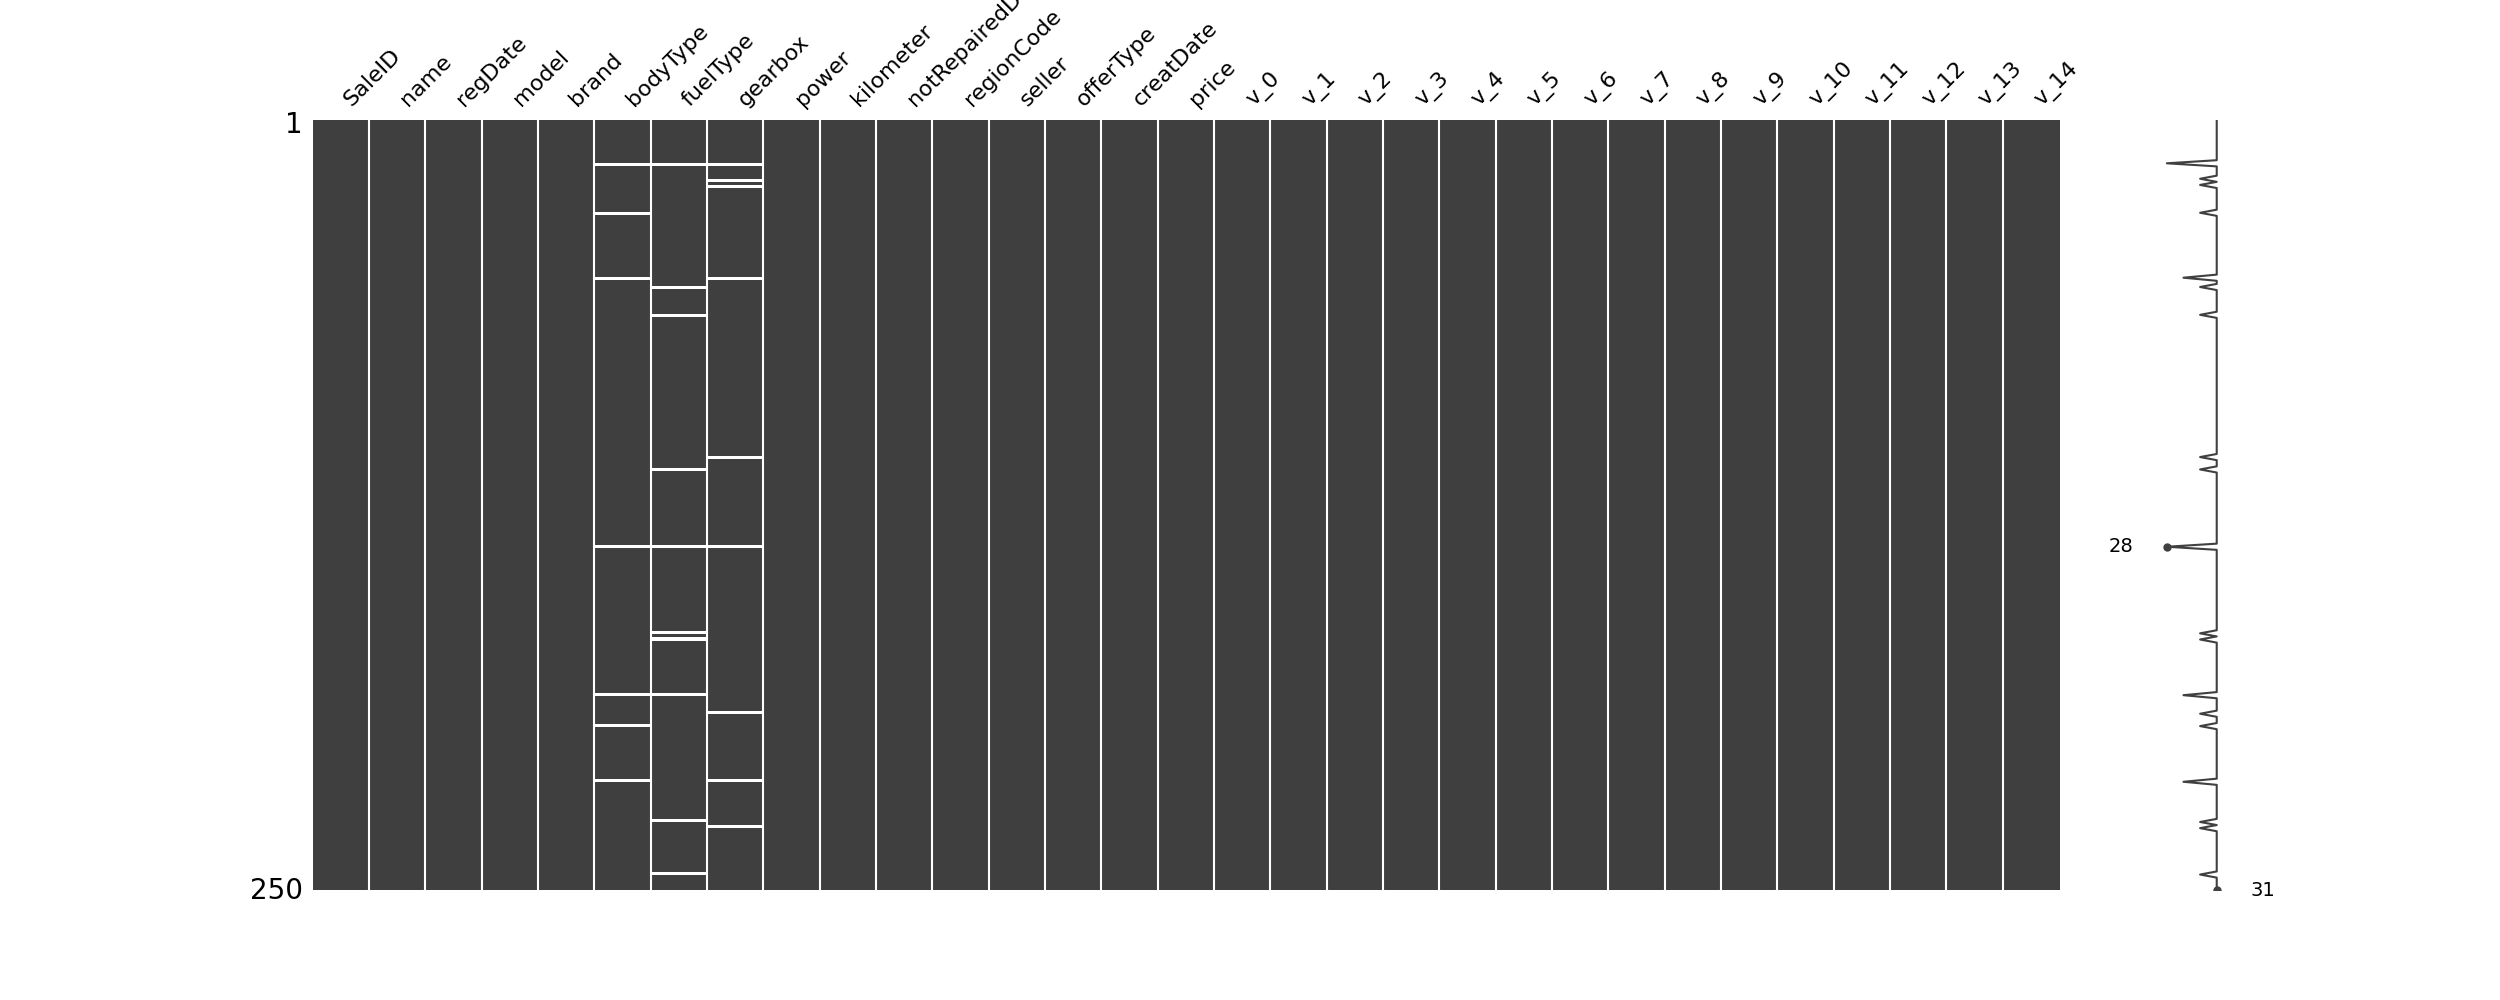 SaleID
name
regDate
model
brand
bodyType
fuelType
gearbox
power
kilometer
notRepairedD
regionCode
seller
offerType
creatDate
price
v_0
v_1
v_2
v_3
v_4
v_5
v_6
v_7
v_8
v_9
v_10
v_11
v_12
v_13
v_14
1
28
250
31